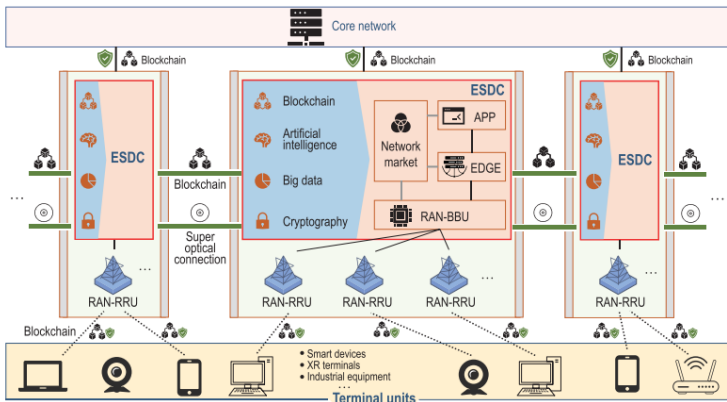 Core network
Blockchain
Blockchain
Blockchain
ESDC
Blockchain
Artificial
intelligence
Big data
Cryptography
ESDC
Network
market
APP
EDGE
RAN-BBU
ESDC
Blockchain
Super
optical
connection
...
...
RAN-RRU
...
RAN-RRU
RAN-RRU
RAN-RRU
...
RAN-RRU
...
Blockchain
• Smart devices
• XR terminals
• Industrial equipment
...
Terminal units